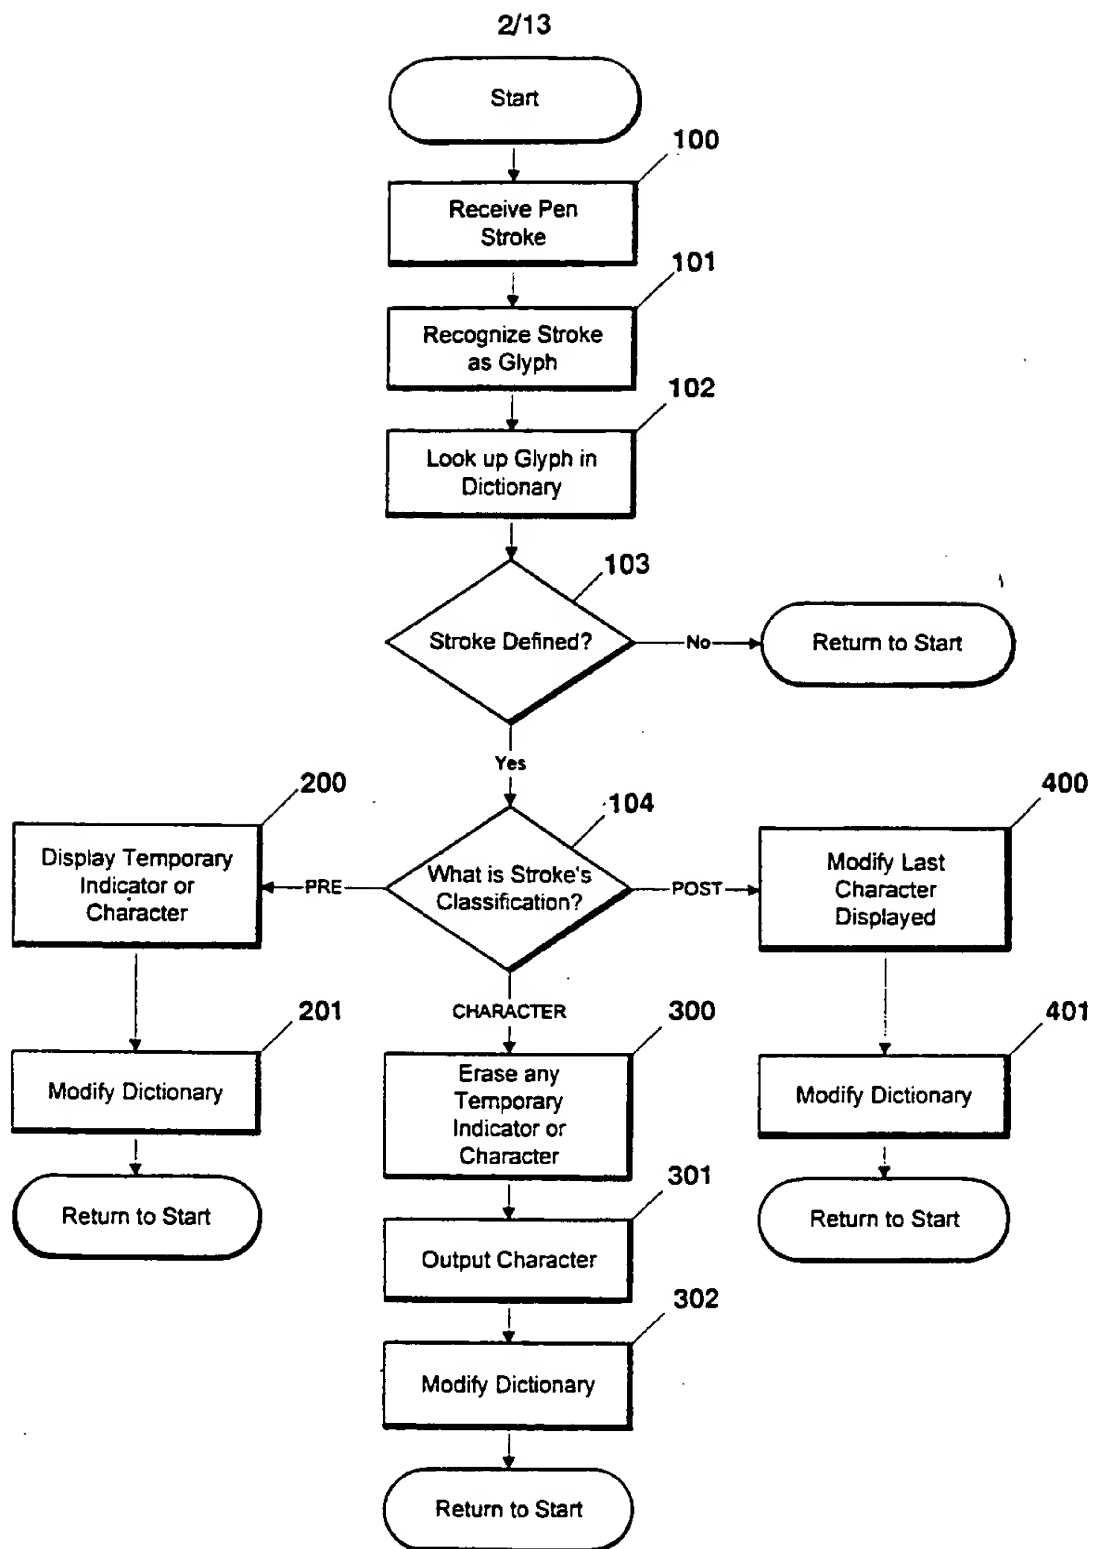 2/13
Start
100
Receive Pen
Stroke
101
Recognize Stroke
as Glyph
102
Look up Glyph in
Dictionary
103
Stroke Defined?
No
Return to Start
Yes
200
104
400
Display Temporary
Indicator or
Character
PRE
What is Stroke's
Classification?
POST
Modify Last
Character
Displayed
CHARACTER
201
300
401
Modify Dictionary
Erase any
Temporary
Indicator or
Character
Modify Dictionary
Return to Start
301
Return to Start
Output Character
302
Modify Dictionary
Return to Start